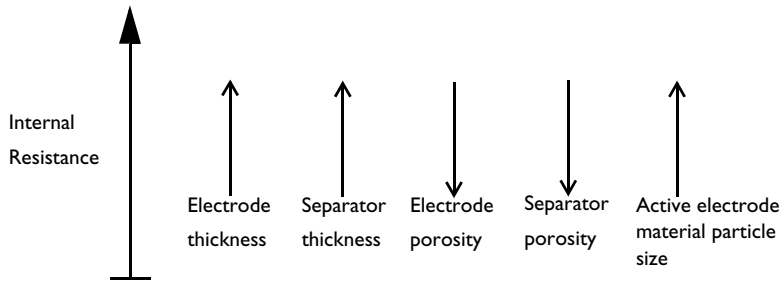 Internal
Resistance
Electrode
thickness
Separator
thickness
Electrode
porosity
Separator
porosity
Active electrode
material particle
size